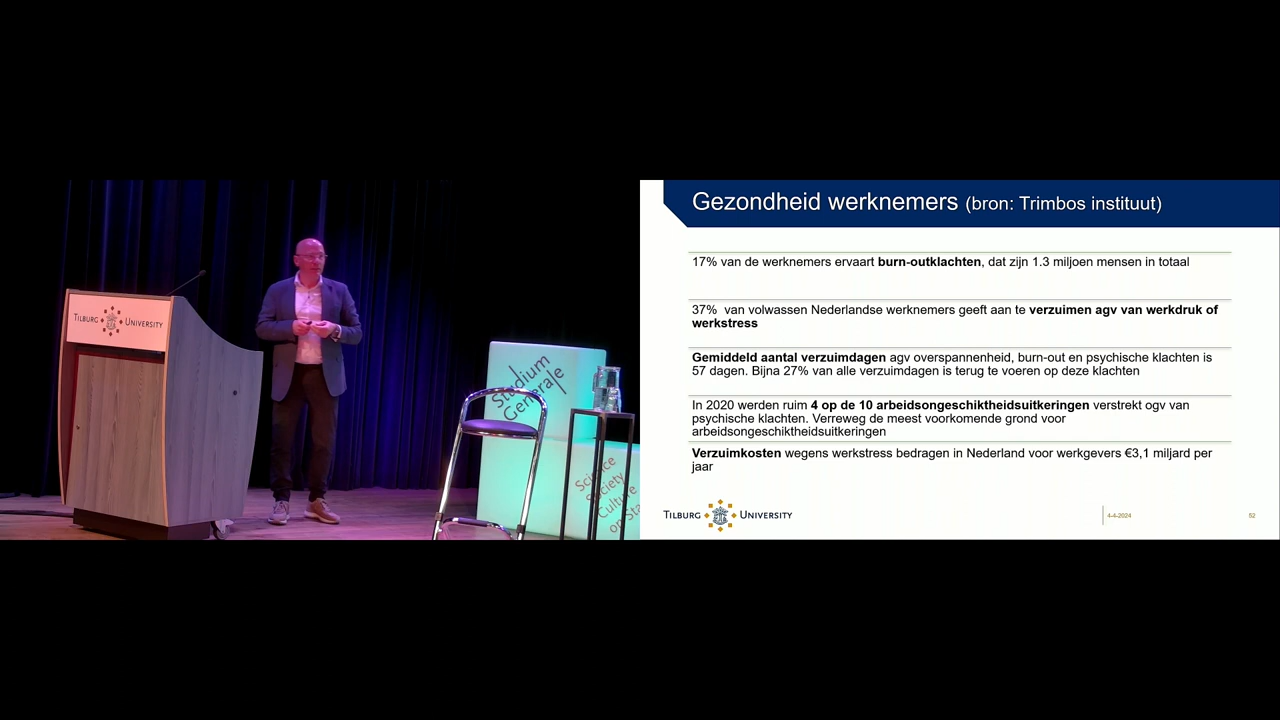 TILBURG UNIVERSITY
Studium
Generale
Science
Society
Culture
Gezondheid werknemers (bron: Trimbos instituut)
17% van de werknemers ervaart burn-outklachten, dat zijn 1.3 miljoen mensen in totaal
37% van volwassen Nederlandse werknemers geeft aan te verzuimen agv van werkdruk of
werkstress
Gemiddeld aantal verzuimdagen agv overspannenheid, burn-out en psychische klachten is
57 dagen. Bijna 27% van alle verzuimdagen is terug te voeren op deze klachten
In 2020 werden ruim 4 op de 10 arbeidsongeschiktheidsuitkeringen verstrekt ogv van
psychische klachten. Verreweg de meest voorkomende grond voor
arbeidsongeschiktheidsuitkeringen
Verzuimkosten wegens werkstress bedragen in Nederland voor werkgevers €3,1 miljard per
jaar
TILBURG UNIVERSITY
4-4-2024
52